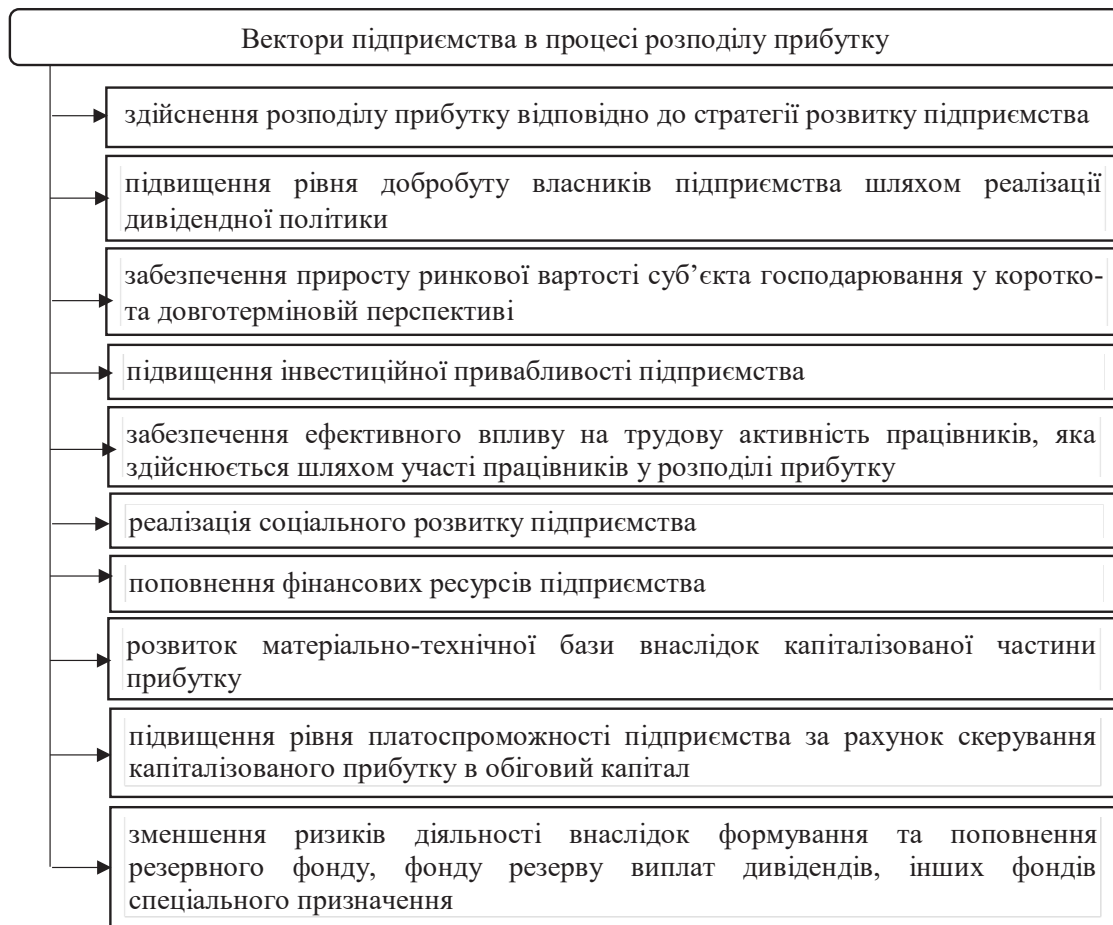 Вектори підприємства в процесі розподілу прибутку
здійснення розподілу прибутку відповідно до стратегії розвитку підприємства
підвищення рівня добробуту власників підприємства шляхом реалізації
дивідендної політики
забезпечення приросту ринкової вартості суб’єкта господарювання у коротко-
та довготерміновій перспективі
підвищення інвестиційної привабливості підприємства
забезпечення ефективного впливу на трудову активність працівників, яка
здійснюється шляхом участі працівників у розподілі прибутку
реалізація соціального розвитку підприємства
поповнення фінансових ресурсів підприємства
розвиток матеріально-технічної бази внаслідок капіталізованої частини
прибутку
підвищення рівня платоспроможності підприємства за рахунок скерування
капіталізованого прибутку в обіговий капітал
зменшення ризиків діяльності внаслідок формування та поповнення
резервного фонду, фонду резерву виплат дивідендів, інших фондів
спеціального призначення